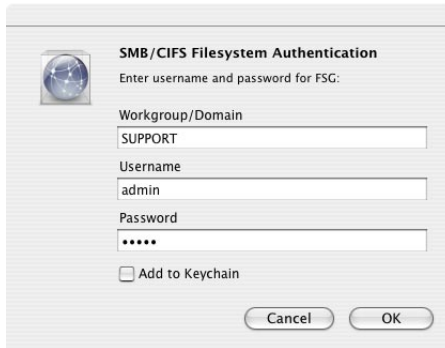 SMB/CIFS Filesystem Authentication
Enter username and password for FSG:
Workgroup/Domain
SUPPORT
Username
admin
Password
•••••
Add to Keychain
Cancel OK